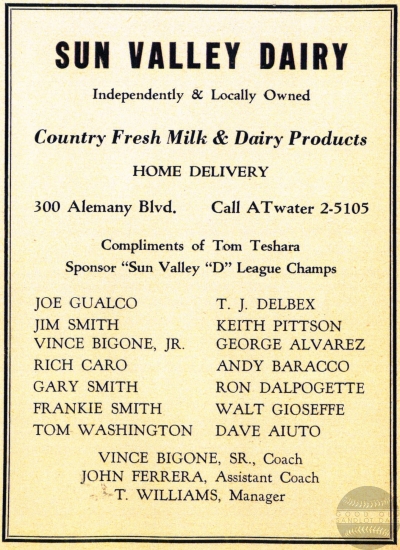 SUN VALLEY DAIRY
Independently & Locally Owned
Country Fresh Milk & Dairy Products
HOME DELIVERY
300 Alemany Blvd. Call ATwater 2-5105
Compliments of Tom Teshara
Sponsor "Sun Valley "D" League Champs
JOE GUALCO
JIM SMITH
VINCE BIGONE, JR.
RICH CARO
GARY SMITH
FRANKIE SMITH
TOM WASHINGTON
T. J. DELBEX
KEITH PITTSON
GEORGE ALVAREZ
ANDY BARACCO
RON DALPOGETTE
WALT GIOSEFFE
DAVE AIUTO
VINCE BIGONE, SR., Coach
JOHN FERRERA, Assistant Coach
T. WILLIAMS, Manager